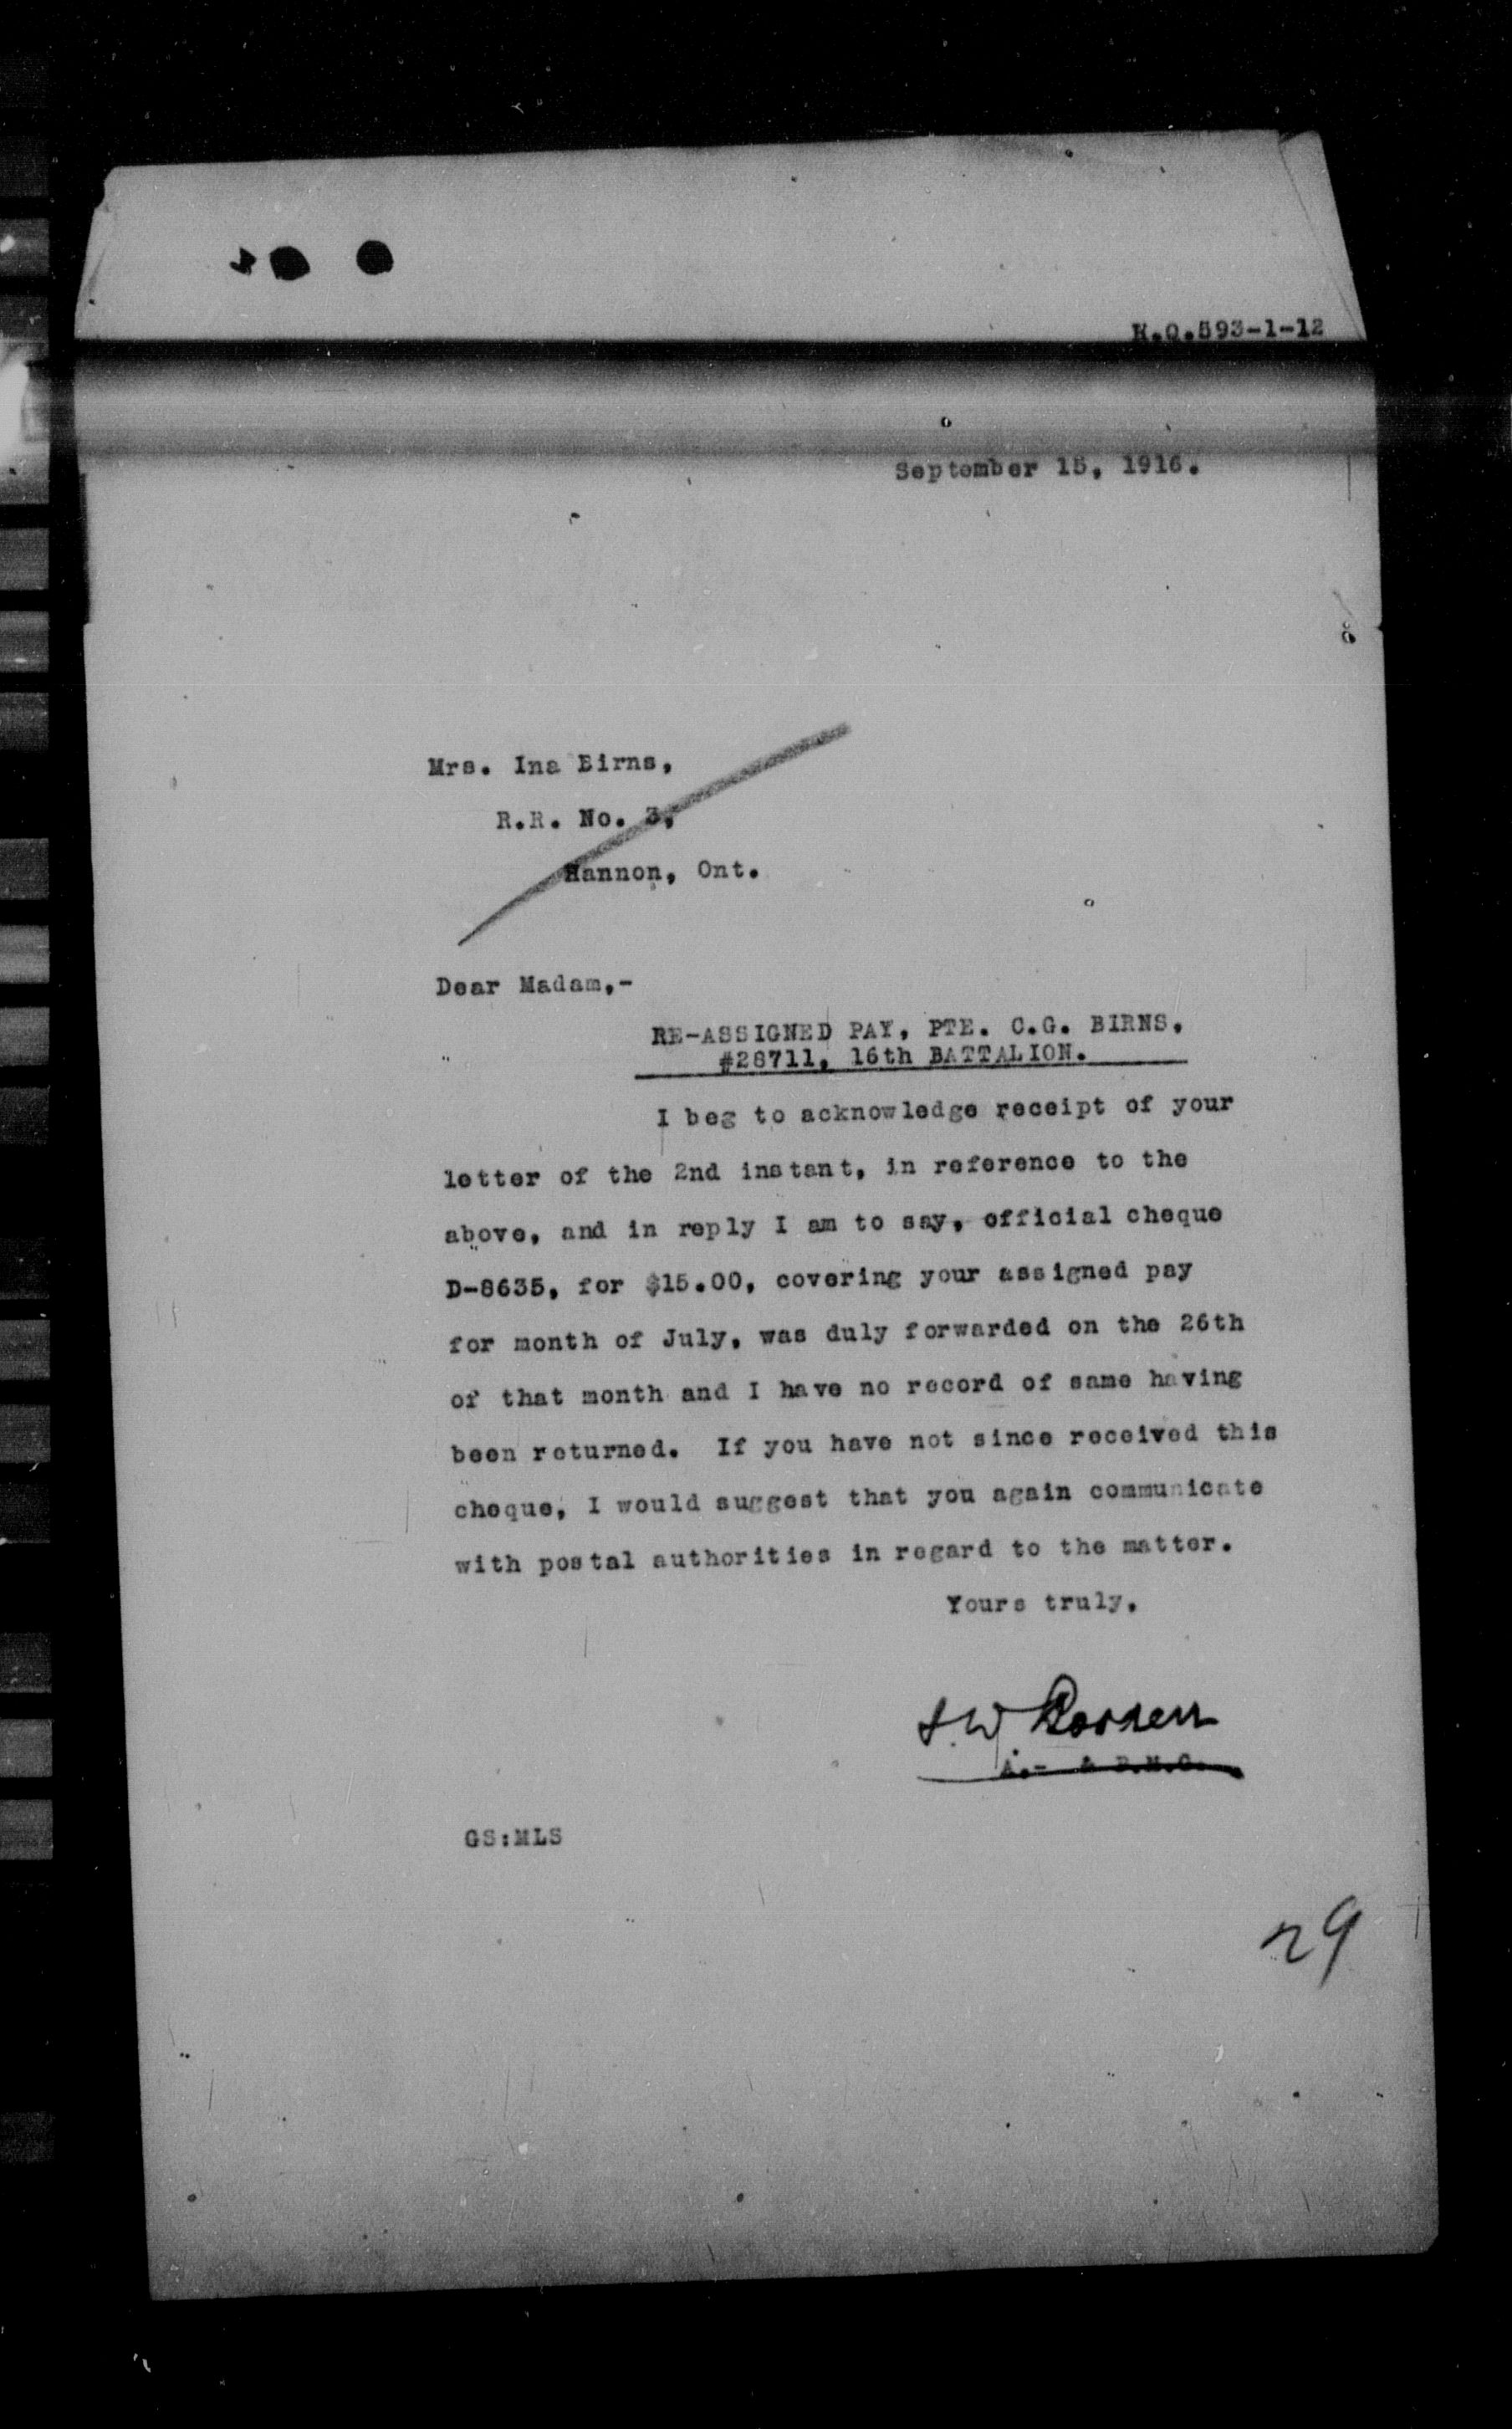 H.Q.593-1-12
September 15, 1916.
Mrs. Ina Birns,
R.R. No. 3,
Hannon, Ont.
Dear Madam,-
RE-ASSIGNED PAY, PTE. C.G. BIRNS,
#28711, 16th BATTALION.
I beg to acknowledge receipt of your
letter of the 2nd instant, in reference to the
above, and in reply I am to say, official cheque
D-8635, for $15.00, covering your assigned pay
for month of July, was duly forwarded on the 26th
of that month and I have no record of same having
been returned. If you have not since received this
cheque, I would suggest that you again communicate
with postal authorities in regard to the matter.
Yours truly,
GS:MLS
29